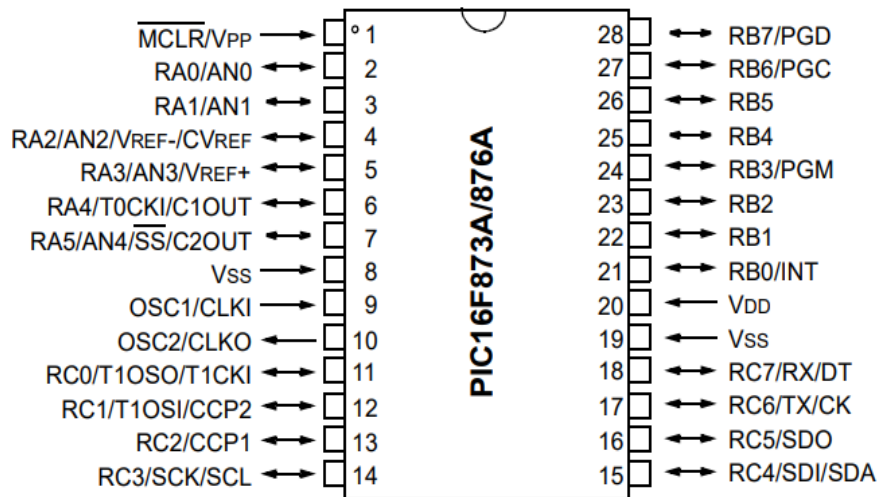 MCLR/VPP
RA0/AN0
RA1/AN1
RA2/AN2/VREF-/CVREF
RA3/AN3/VREF+
RA4/T0CKI/C1OUT
RA5/AN4/SS/C2OUT
VSS
OSC1/CLKI
OSC2/CLKO
RC0/T1OSO/T1CKI
RC1/T1OSI/CCP2
RC2/CCP1
RC3/SCK/SCL
1
2
3
4
5
6
7
8
9
10
11
12
13
14
PIC16F873A/876A
28
27
26
25
24
23
22
21
20
19
18
17
16
15
RB7/PGD
RB6/PGC
RB5
RB4
RB3/PGM
RB2
RB1
RB0/INT
VDD
VSS
RC7/RX/DT
RC6/TX/CK
RC5/SDO
RC4/SDI/SDA